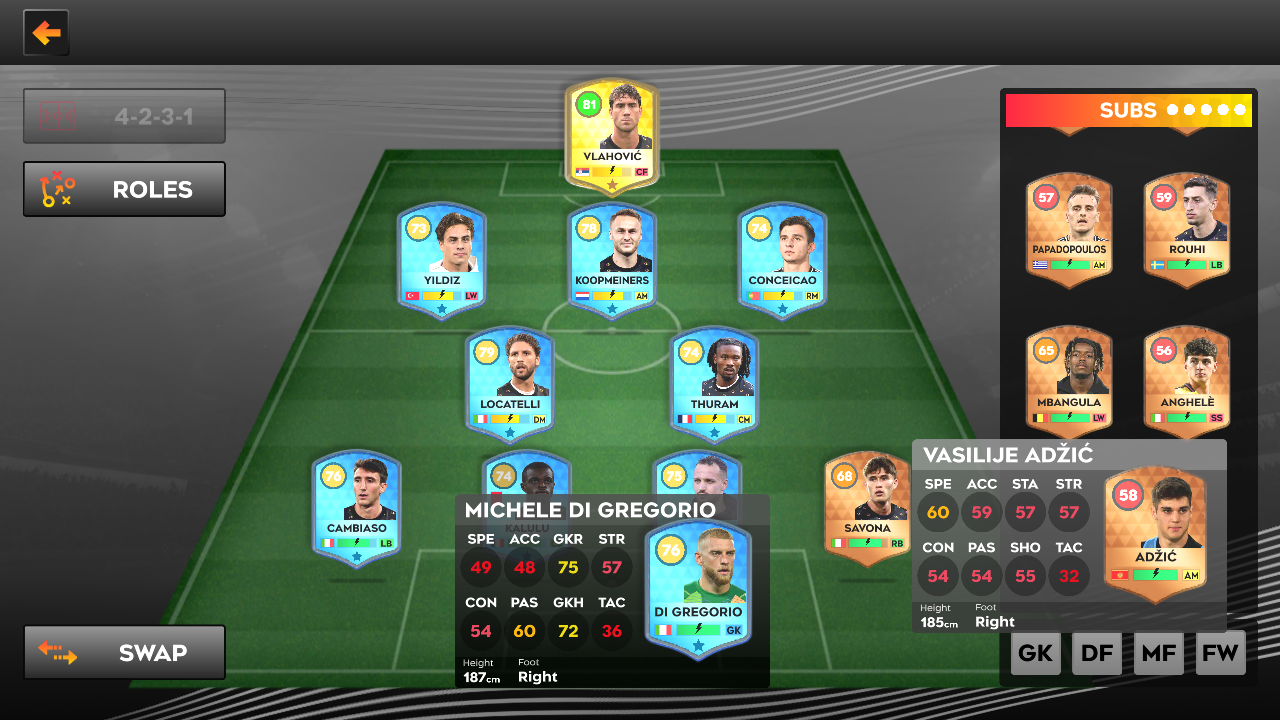 4-2-3-1
ROLES
SUBS
81
VLAHOVIĆ
CF
73
YILDIZ
LW
78
KOOPMEINERS
AM
74
CONCEICAO
RM
79
LOCATELLI
DM
74
THURAM
CM
76
CAMBIASO
LB
74
KALULU
75
68
SAVONA
RB
57
PAPADOPOULOS
AM
59
ROUHI
LB
65
MBANGULA
LW
56
ANGHELÈ
SS
MICHELE DI GREGORIO
SPE ACC GKR STR
49 48 75 57
CON PAS GKH TAC
54 60 72 36
Height Foot
187cm Right
76
DI GREGORIO
GK
VASILIJE ADŽIĆ
SPE ACC STA STR
60 59 57 57
CON PAS SHO TAC
54 54 55 32
Height Foot
185cm Right
58
ADŽIĆ
AM
SWAP
GK DF MF FW